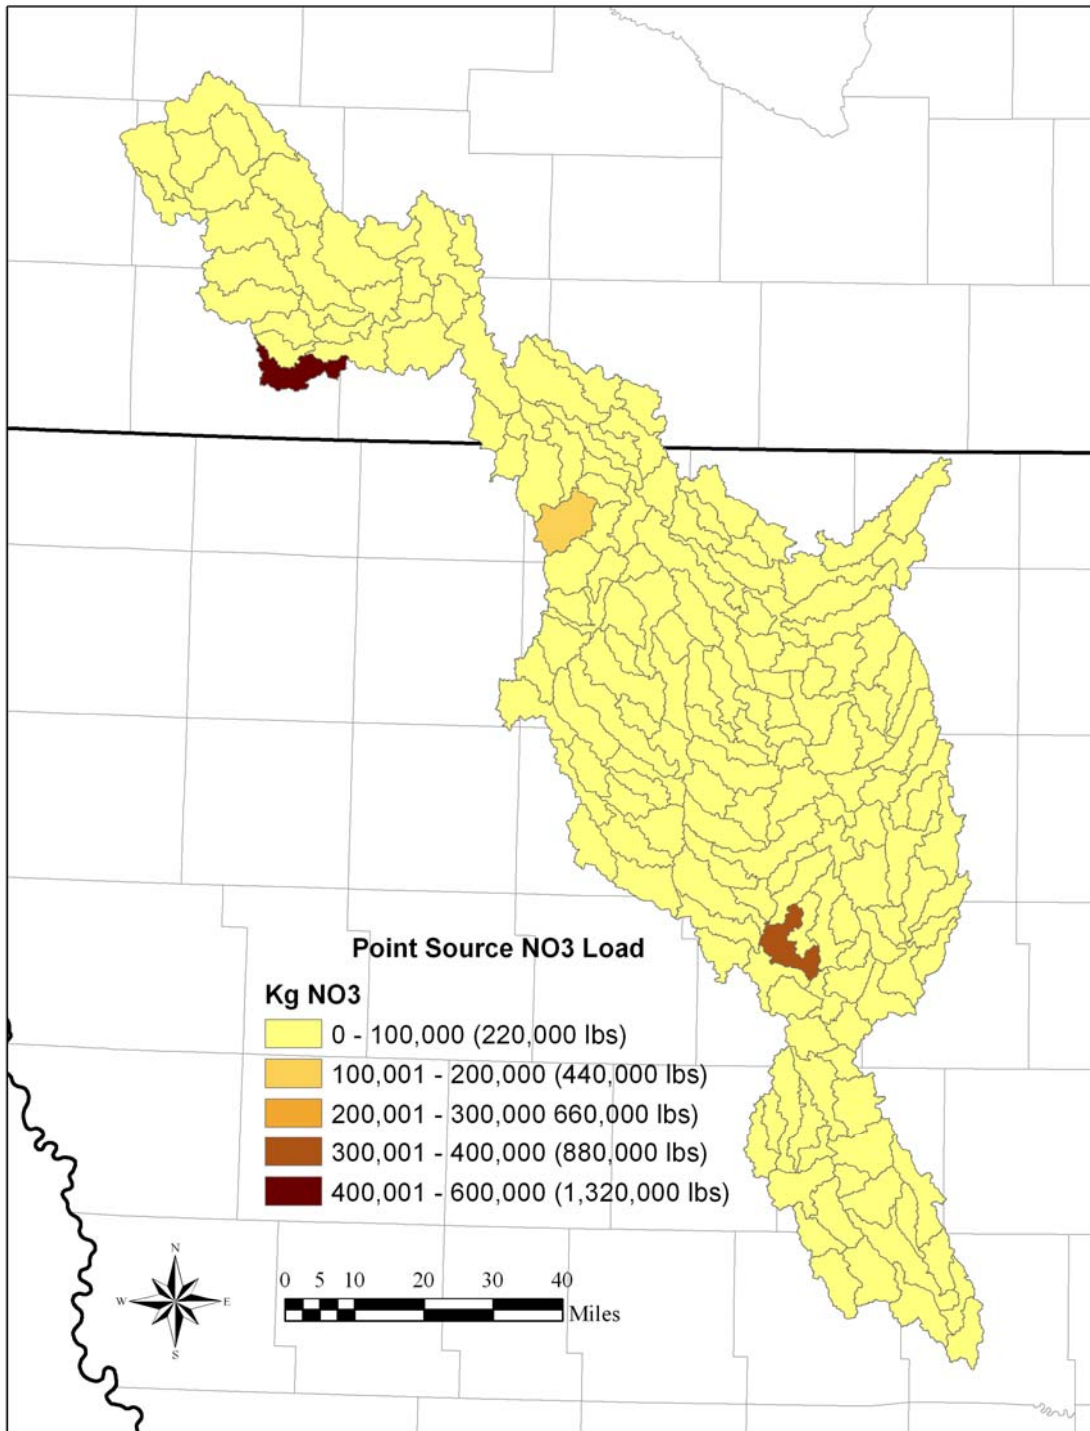 Point Source NO3 Load
Kg NO3
0 - 100,000 (220,000 lbs)
100,001 - 200,000 (440,000 lbs)
200,001 - 300,000 660,000 lbs)
300,001 - 400,000 (880,000 lbs)
400,001 - 600,000 (1,320,000 lbs)
N
W E
S
0 5 10 20 30 40
Miles